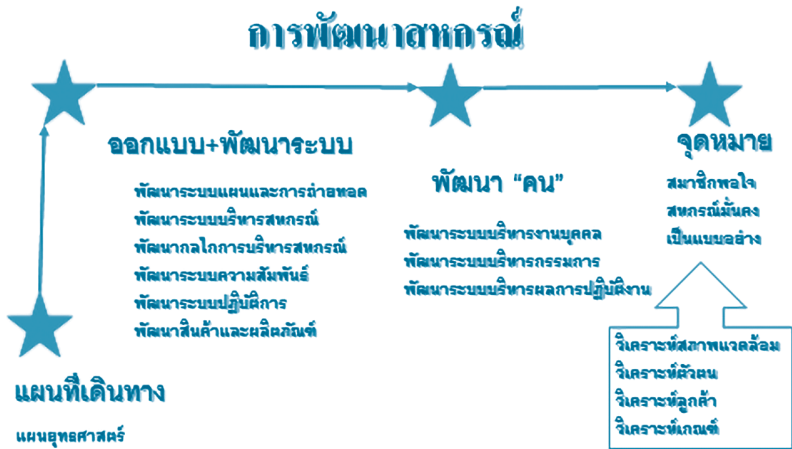 การพัฒนาสหกรณ์
ออกแบบ+พัฒนาระบบ
พัฒนาระบบแผนและการถ่ายทอด
พัฒนาระบบบริหารสหกรณ์
พัฒนากลไกการบริหารสหกรณ์
พัฒนาระบบความสัมพันธ์
พัฒนาระบบปฏิบัติการ
พัฒนาสินค้าและผลิตภัณฑ์
พัฒนา “คน”
พัฒนาระบบบริหารงานบุคคล
พัฒนาระบบบริหารกรรมการ
พัฒนาระบบบริหารผลการปฏิบัติงาน
จุดหมาย
สมาชิกพอใจ
สหกรณ์มั่นคง
เป็นแบบอย่าง
วิเคราะห์สภาพแวดล้อม
วิเคราะห์ตัวตน
วิเคราะห์ลูกค้า
วิเคราะห์เกณฑ์
แผนที่เดินทาง
แผนยุทธศาสตร์